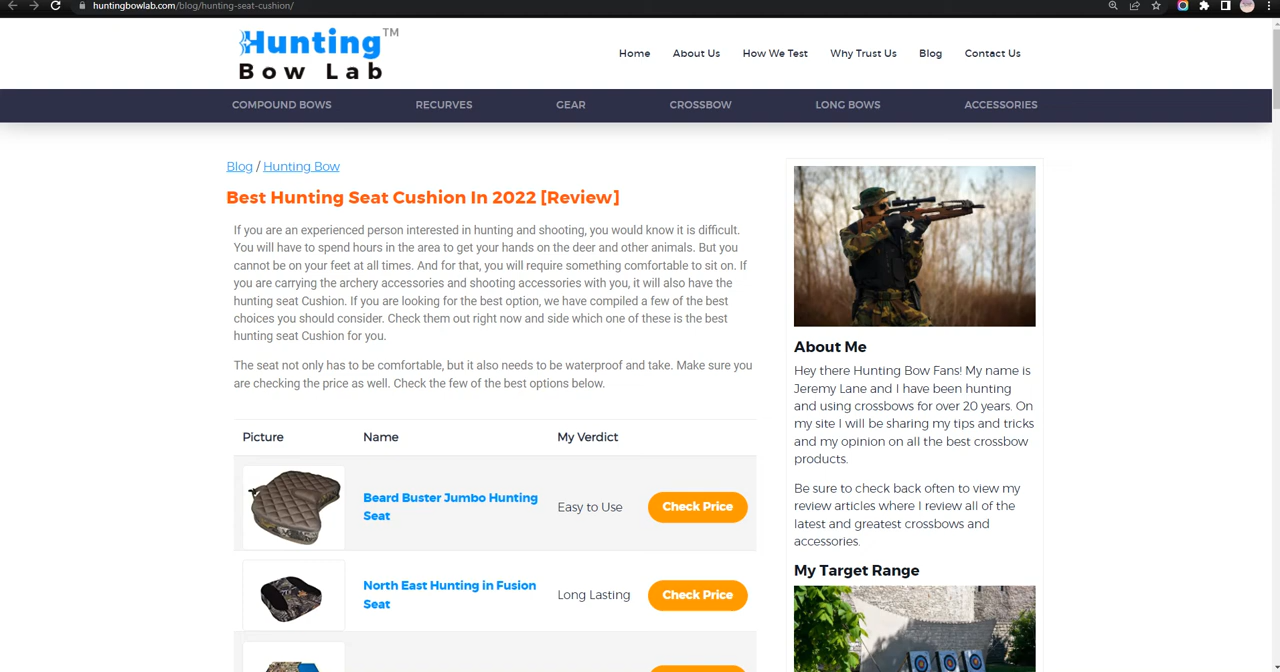 huntingbowlab.com/blog/hunting-seat-cushion/
Hunting TM
Bow Lab
Home About Us How We Test Why Trust Us Blog Contact Us
COMPOUND BOWS RECURVES GEAR CROSSBOW LONG BOWS ACCESSORIES
Blog / Hunting Bow
Best Hunting Seat Cushion In 2022 [Review]
If you are an experienced person interested in hunting and shooting, you would know it is difficult.
You will have to spend hours in the area to get your hands on the deer and other animals. But you
cannot be on your feet at all times. And for that, you will require something comfortable to sit on. If
you are carrying the archery accessories and shooting accessories with you, it will also have the
hunting seat Cushion. If you are looking for the best option, we have compiled a few of the best
choices you should consider. Check them out right now and side which one of these is the best
hunting seat Cushion for you.
The seat not only has to be comfortable, but it also needs to be waterproof and take. Make sure you
are checking the price as well. Check the few of the best options below.
Picture Name My Verdict
Beard Buster Jumbo Hunting
Seat
Easy to Use
Check Price
North East Hunting in Fusion
Seat
Long Lasting
Check Price
About Me
Hey there Hunting Bow Fans! My name is
Jeremy Lane and I have been hunting
and using crossbows for over 20 years. On
my site I will be sharing my tips and tricks
and my opinion on all the best crossbow
products.
Be sure to check back often to view my
review articles where I review all of the
latest and greatest crossbows and
accessories.
My Target Range